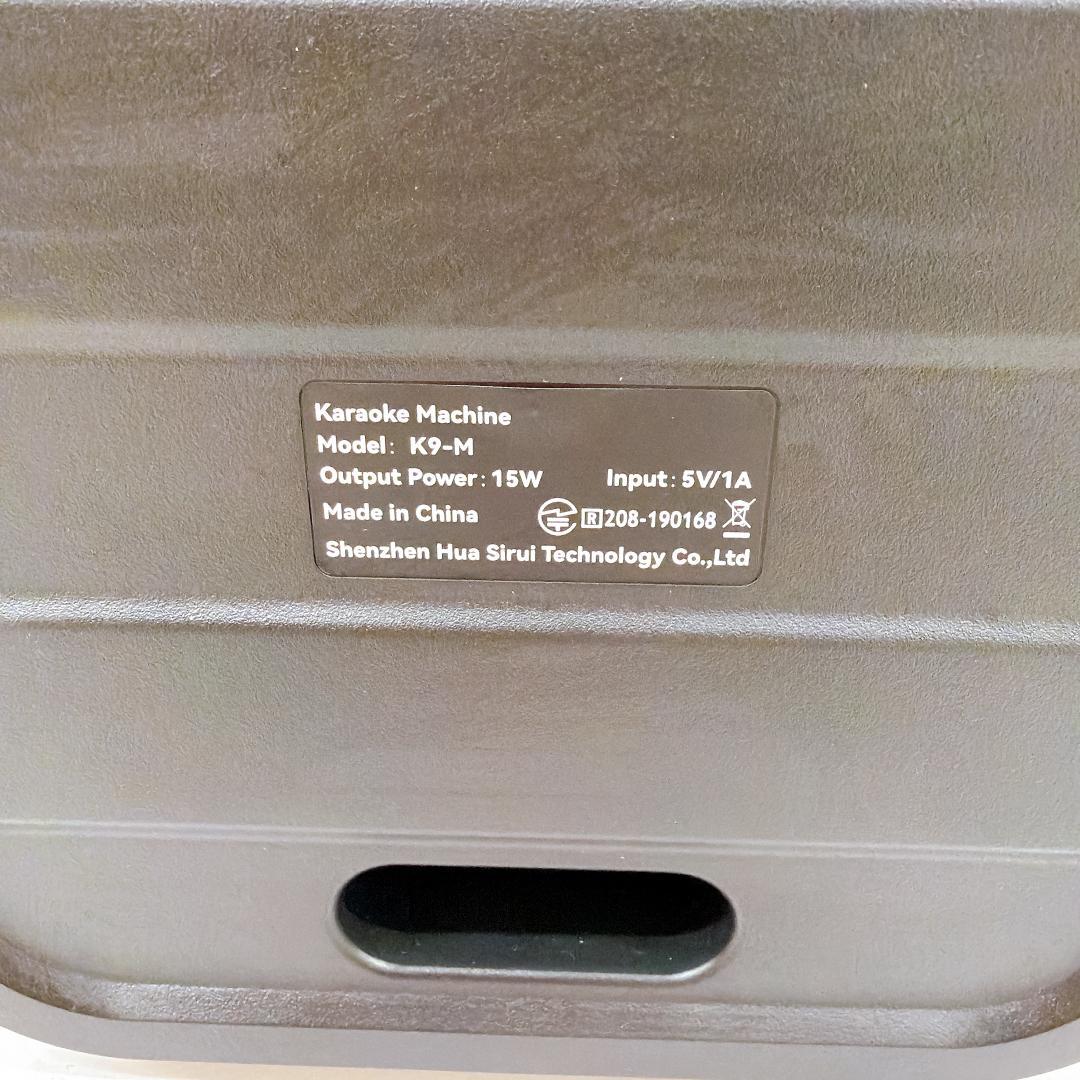 Karaoke Machine
Model: K9-M
Output Power: 15W Input: 5V/1A
Made in China R 208-190168
Shenzhen Hua Sirui Technology Co.,Ltd